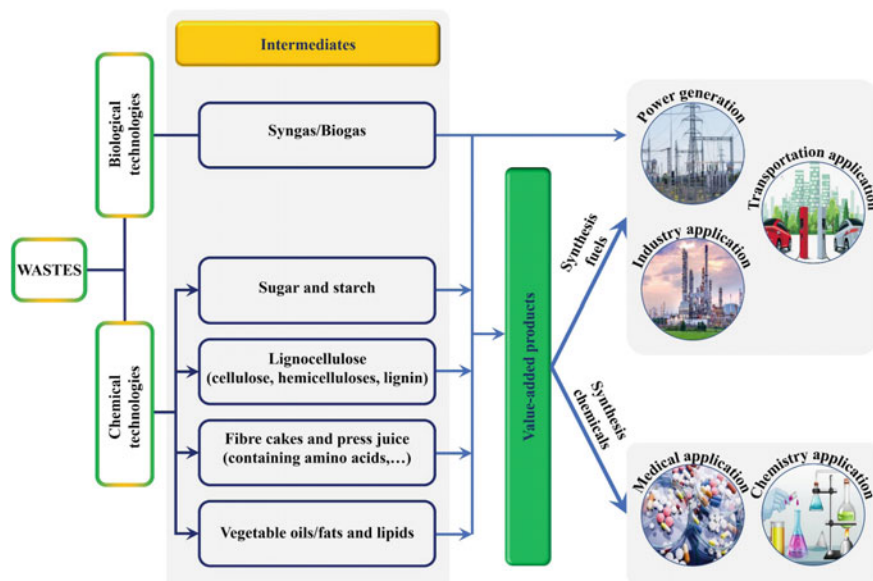 Intermediates
Biological
technologies
Syngas/Biogas
Power generation
Transportation application
Industry application
WASTES
Synthesis
fuels
Sugar and starch
Lignocellulose
(cellulose, hemicelluloses, lignin)
Value-added products
Chemical
technologies
Fibre cakes and press juice
(containing amino acids,…)
Synthesis
chemicals
Vegetable oils/fats and lipids
Medical application
Chemistry application